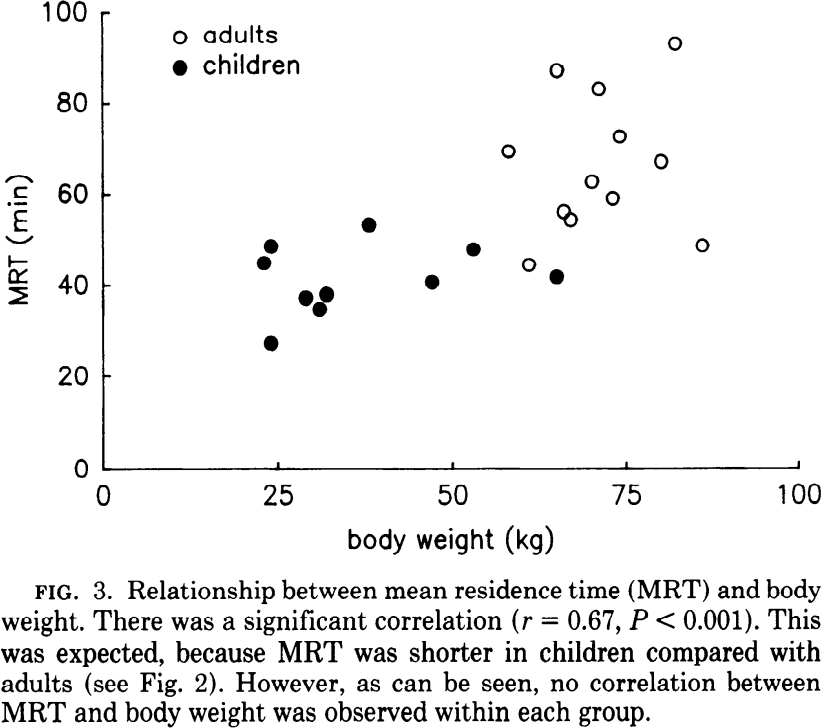 100
adults
children
80
60
40
20
0
MRT (min)
0 25 50 75 100
body weight (kg)
FIG. 3. Relationship between mean residence time (MRT) and body
weight. There was a significant correlation (r = 0.67, P < 0.001). This
was expected, because MRT was shorter in children compared with
adults (see Fig. 2). However, as can be seen, no correlation between
MRT and body weight was observed within each group.